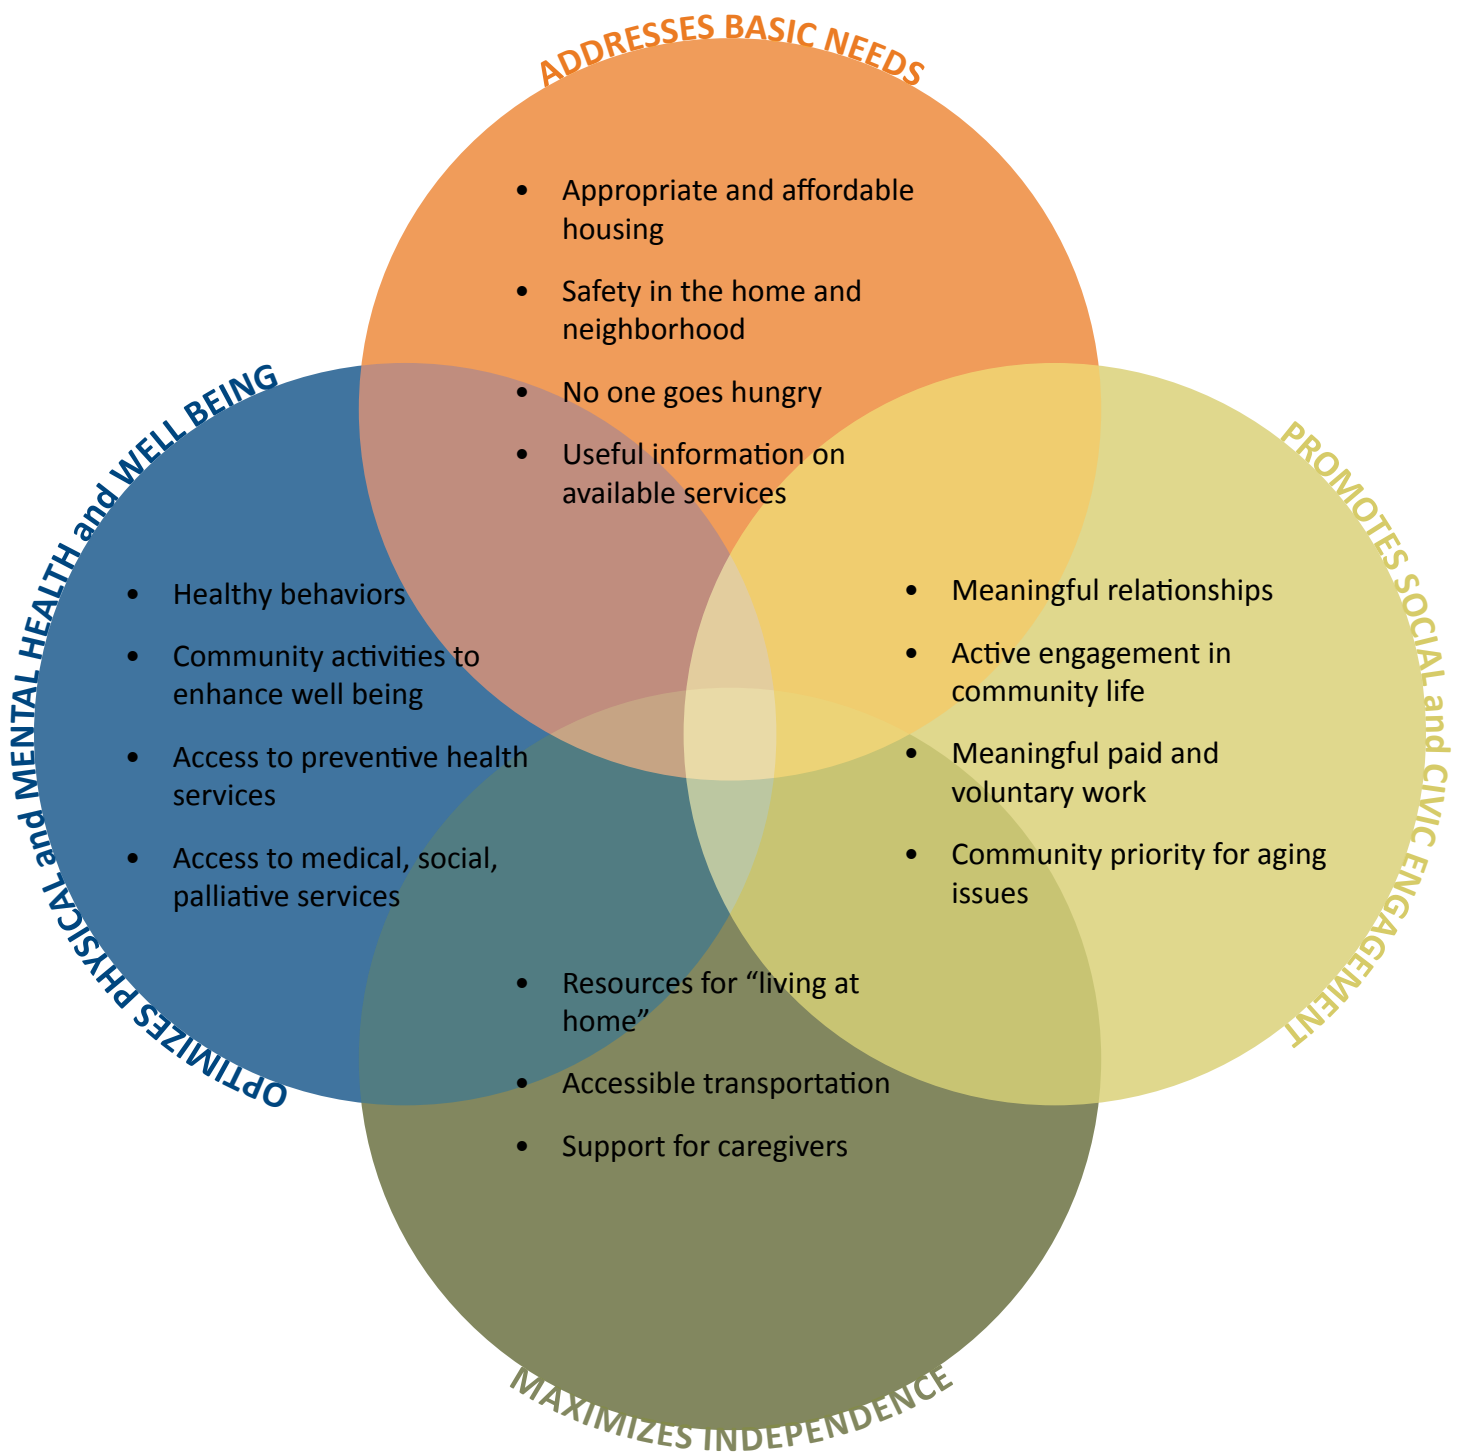 ADDRESSES BASIC NEEDS
• Appropriate and affordable
housing
• Safety in the home and
neighborhood
• No one goes hungry
• Useful information on
available services
OPTIMIZES PHYSICAL and MENTAL HEALTH and WELL BEING
• Healthy behaviors
• Community activities to
enhance well being
• Access to preventive health
services
• Access to medical, social,
palliative services
PROMOTES SOCIAL and CIVIC ENGAGEMENT
• Meaningful relationships
• Active engagement in
community life
• Meaningful paid and
voluntary work
• Community priority for aging
issues
• Resources for “living at
home”
• Accessible transportation
• Support for caregivers
MAXIMIZES INDEPENDENCE